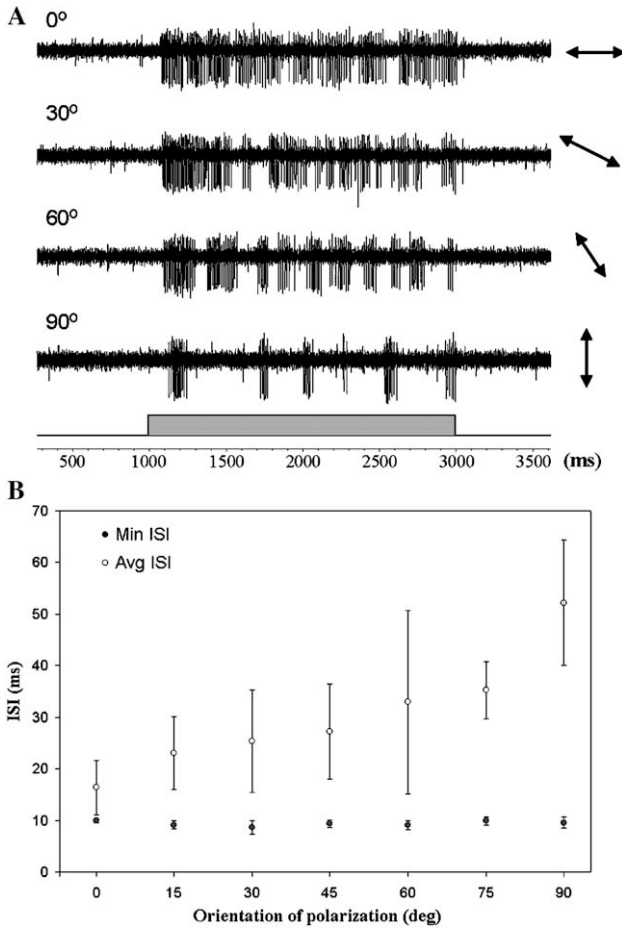 A
0°
30°
60°
90°
500 1000 1500 2000 2500 3000 3500 (ms)
B
70
60
50
40
30
20
10
0
ISI (ms)
Min ISI
Avg ISI
0 15 30 45 60 75 90
Orientation of polarization (deg)